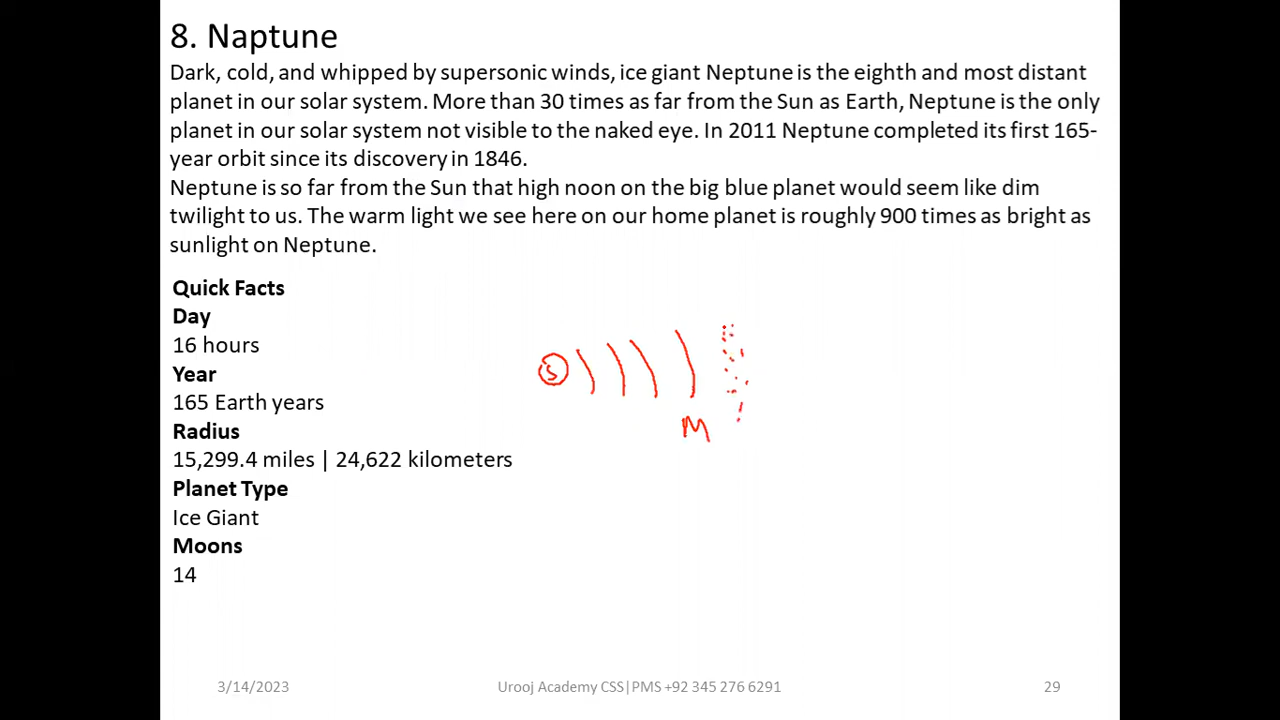 8. Naptune
Dark, cold, and whipped by supersonic winds, ice giant Neptune is the eighth and most distant
planet in our solar system. More than 30 times as far from the Sun as Earth, Neptune is the only
planet in our solar system not visible to the naked eye. In 2011 Neptune completed its first 165-
year orbit since its discovery in 1846.
Neptune is so far from the Sun that high noon on the big blue planet would seem like dim
twilight to us. The warm light we see here on our home planet is roughly 900 times as bright as
sunlight on Neptune.
Quick Facts
Day
16 hours
Year
165 Earth years
Radius
15,299.4 miles | 24,622 kilometers
Planet Type
Ice Giant
Moons
14
S
M
3/14/2023 Urooj Academy CSS|PMS +92 345 276 6291 29